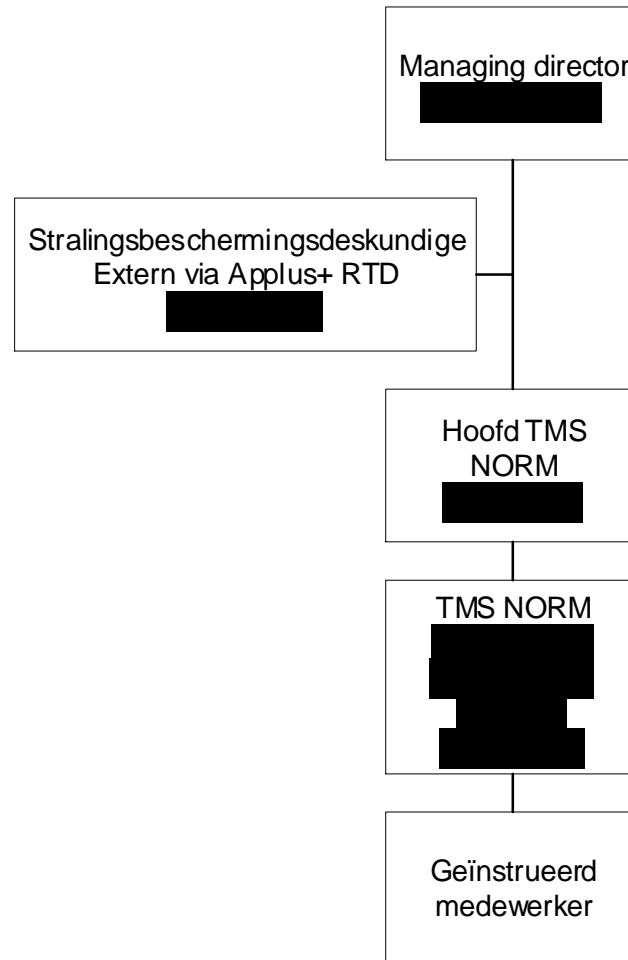 Managing director
Stralingsbeschermingsdeskundige
Extern via Applus+ RTD
Hoofd TMS
NORM
TMS NORM
Geïnstrueerd
medewerker